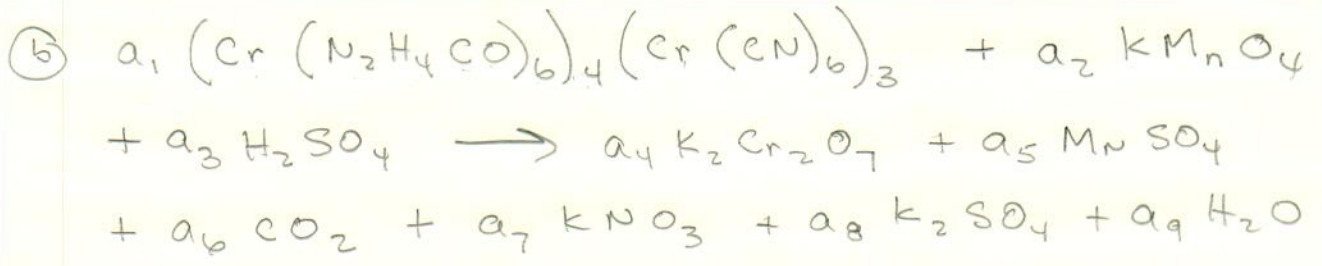 (b) a₁ (Cr (N₂H₄CO)₆)₄ (Cr (CN)₆)₃ + a₂ KMnO₄
+ a₃ H₂SO₄ → a₄ K₂Cr₂O₇ + a₅ MnSO₄
+ a₆ CO₂ + a₇ KNO₃ + a₈ K₂SO₄ + a₉ H₂O